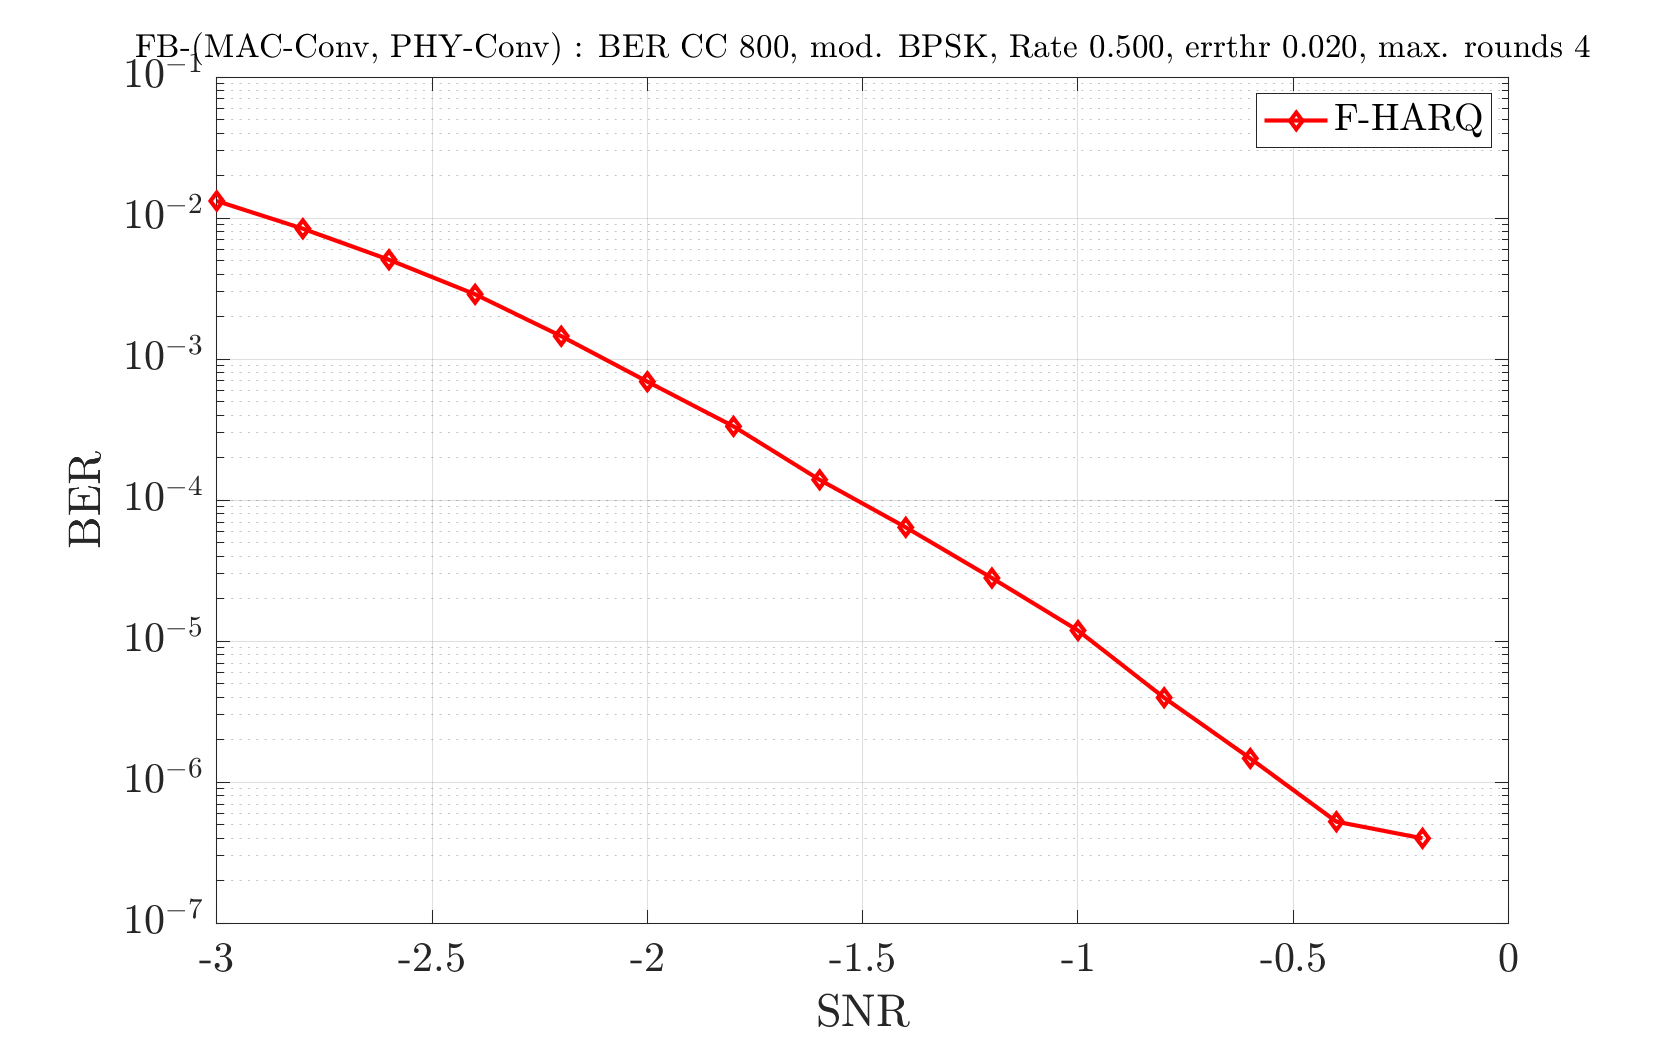 FB-(MAC-Conv, PHY-Conv) : BER CC 800, mod. BPSK, Rate 0.500, errthr 0.020, max. rounds 4
F-HARQ
10^{-1}
10^{-2}
10^{-3}
10^{-4}
10^{-5}
10^{-6}
10^{-7}
BER
-3 -2.5 -2 -1.5 -1 -0.5 0
SNR